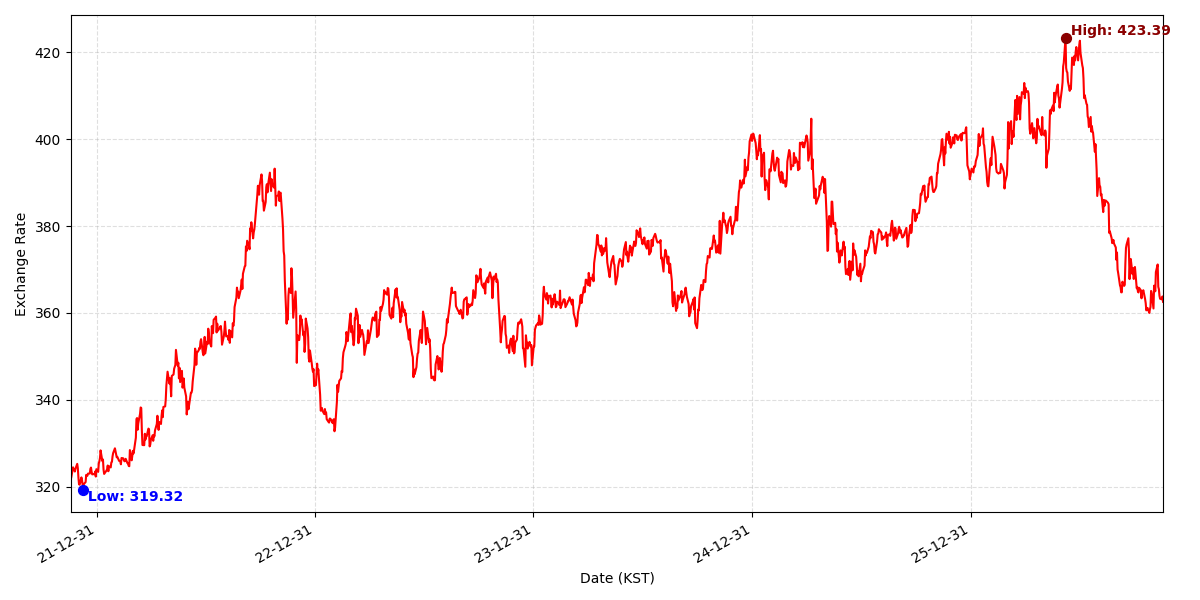 High: 423.39
420
400
380
360
340
320
Exchange Rate
Low: 319.32
21-12-31
22-12-31
23-12-31
24-12-31
25-12-31
Date (KST)